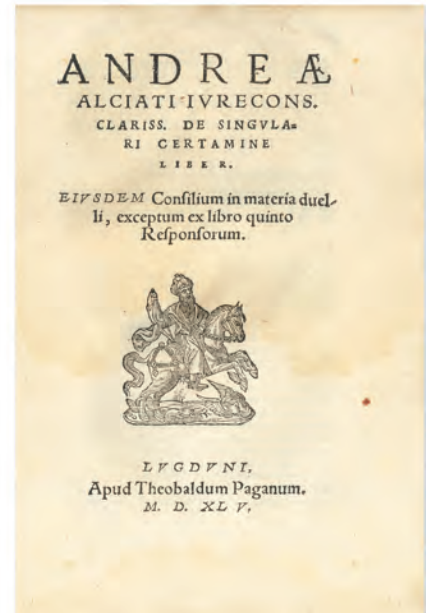 ANDREÆ
ALCIATI IVRECONS.
CLARISS. DE SINGVLA=
RI CERTAMINE
LIBER.
EIVSDEM Conſilium in materia duel-
li, exceptum ex libro quinto
Reſponſorum.
LVGDVNI,
Apud Theobaldum Paganum.
M. D. XLV.